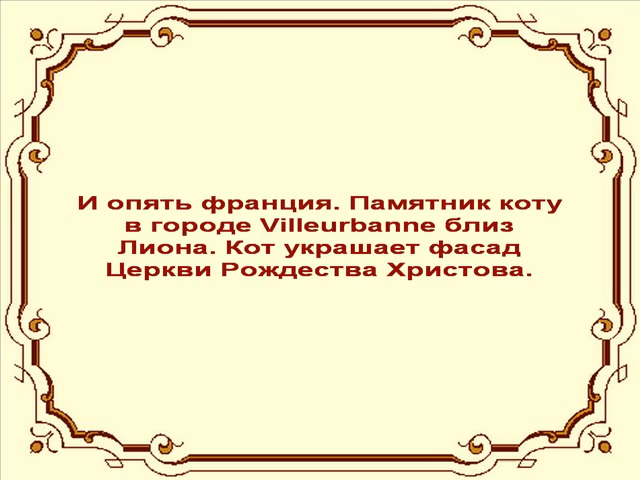 И опять франция. Памятник коту
в городе Villeurbanne близ
Лиона. Кот украшает фасад
Церкви Рождества Христова.